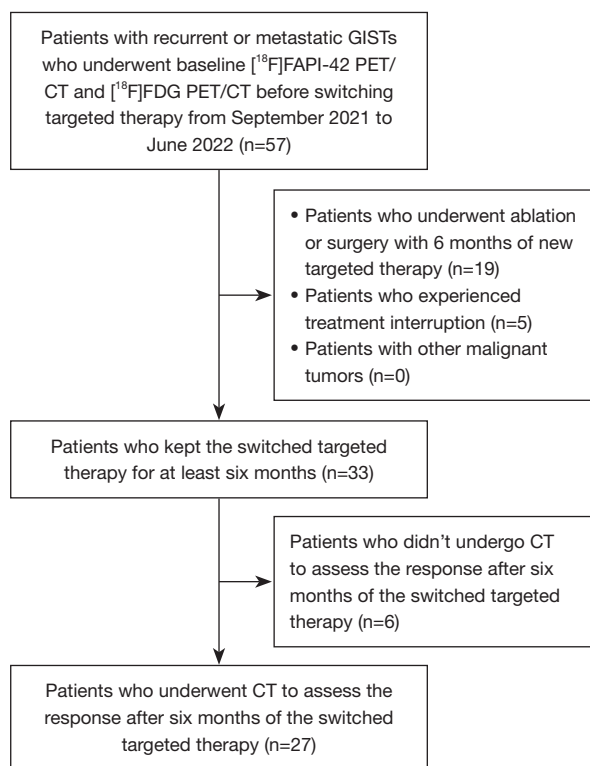 Patients with recurrent or metastatic GISTs
who underwent baseline [¹⁸F]FAPI-42 PET/
CT and [¹⁸F]FDG PET/CT before switching
targeted therapy from September 2021 to
June 2022 (n=57)
• Patients who underwent ablation
or surgery with 6 months of new
targeted therapy (n=19)
• Patients who experienced
treatment interruption (n=5)
• Patients with other malignant
tumors (n=0)
Patients who kept the switched targeted
therapy for at least six months (n=33)
Patients who didn't undergo CT
to assess the response after six
months of the switched targeted
therapy (n=6)
Patients who underwent CT to assess the
response after six months of the switched
targeted therapy (n=27)